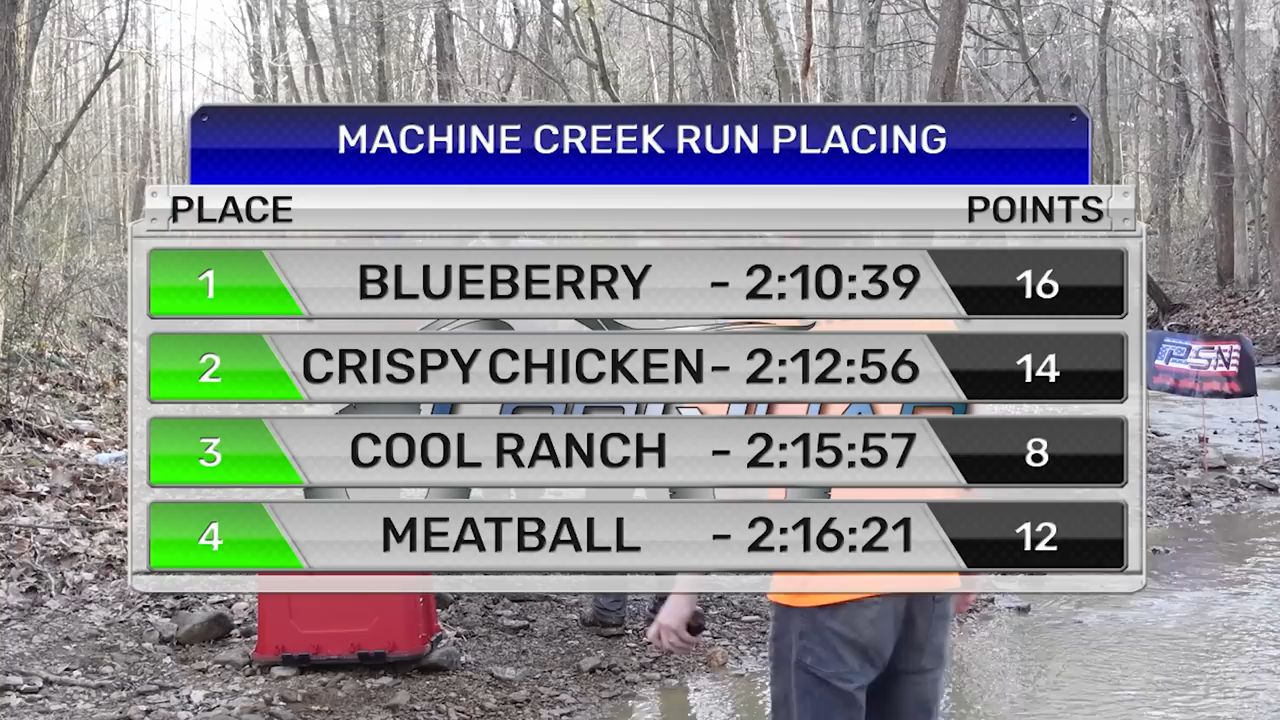 MACHINE CREEK RUN PLACING
PLACE POINTS
1 BLUEBERRY - 2:10:39 16
2 CRISPY CHICKEN - 2:12:56 14
3 COOL RANCH - 2:15:57 8
4 MEATBALL - 2:16:21 12